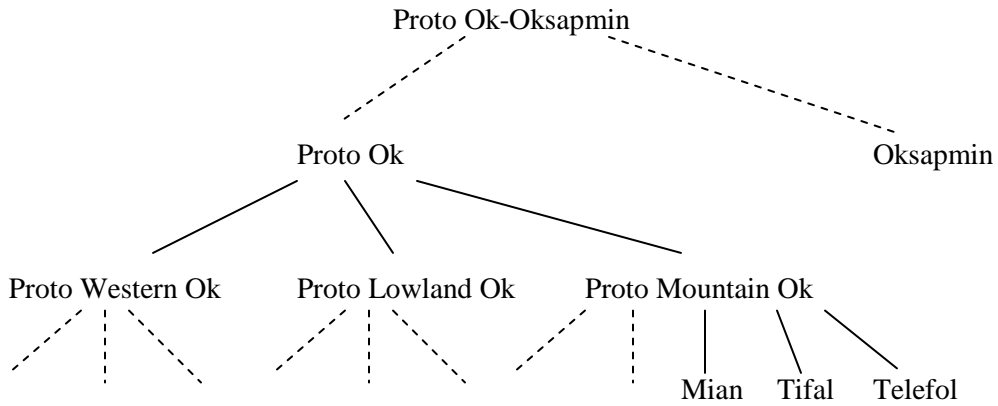 Proto Ok-Oksapmin
Proto Ok Oksapmin
Proto Western Ok Proto Lowland Ok Proto Mountain Ok
Mian Tifal Telefol